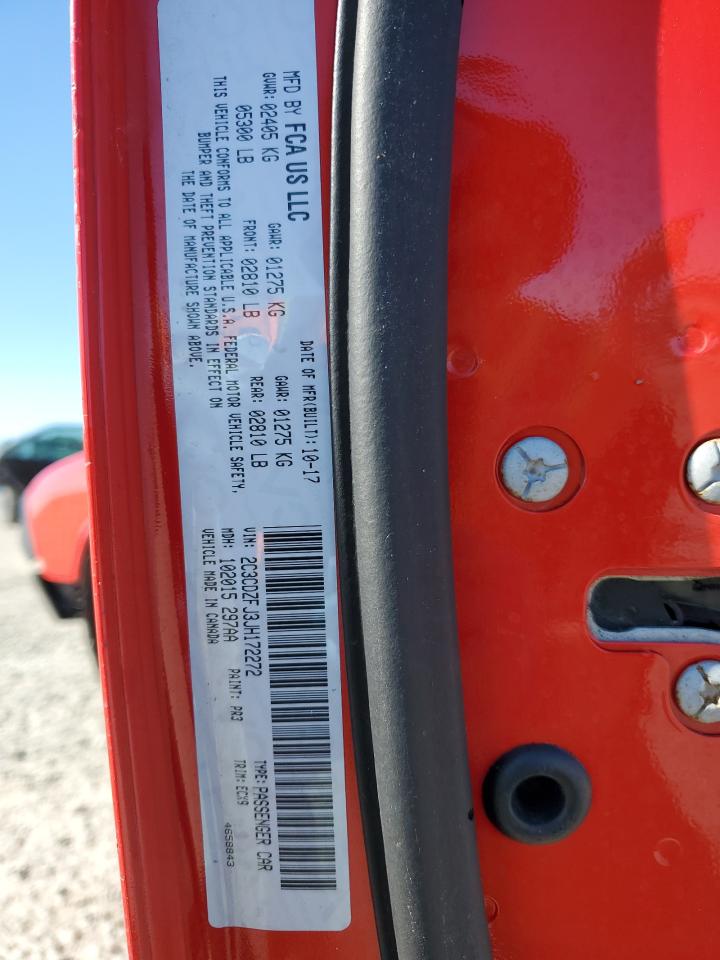 MFD BY FCA US LLC
DATE OF MFR(BUILT): 10-17
GVWR: 02405 KG
GAWR: 01275 KG
GAWR: 01275 KG
05300 LB
FRONT: 02810 LB
REAR: 02810 LB
THIS VEHICLE CONFORMS TO ALL APPLICABLE U.S.A. FEDERAL MOTOR VEHICLE SAFETY,
BUMPER AND THEFT PREVENTION STANDARDS IN EFFECT ON
THE DATE OF MANUFACTURE SHOWN ABOVE.
VIN: 2C3CDZFJ3JH172272
TYPE: PASSENGER CAR
MDH: 102015 297AA
PAINT: PR3
TRIM: ECX9
VEHICLE MADE IN CANADA
4658843